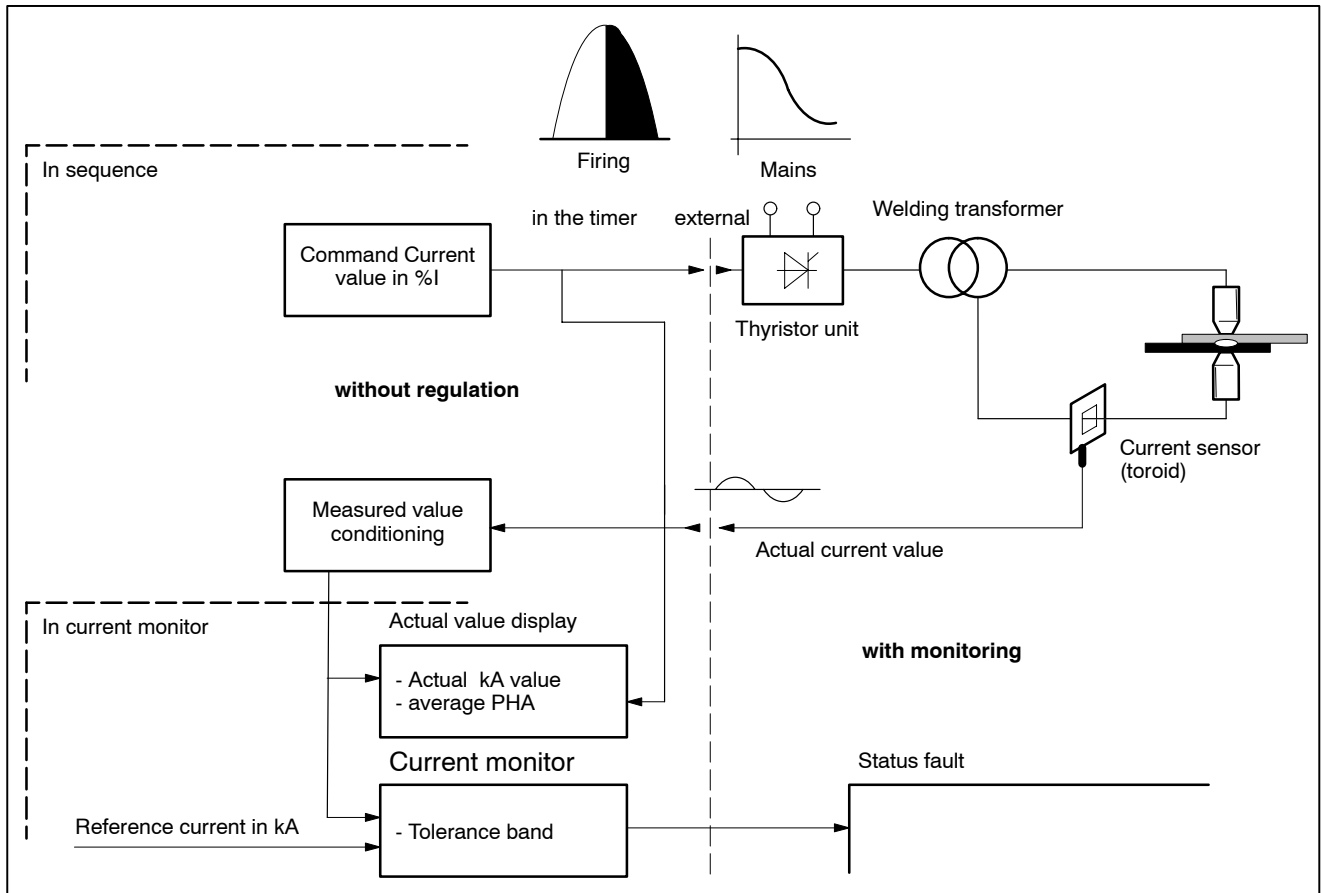 Firing
Mains
In sequence
in the timer
external
Welding transformer
Command Current
value in %I
Thyristor unit
without regulation
Current sensor
(toroid)
Measured value
conditioning
Actual current value
In current monitor
Actual value display
with monitoring
- Actual kA value
- average PHA
Current monitor
Status fault
Reference current in kA
- Tolerance band